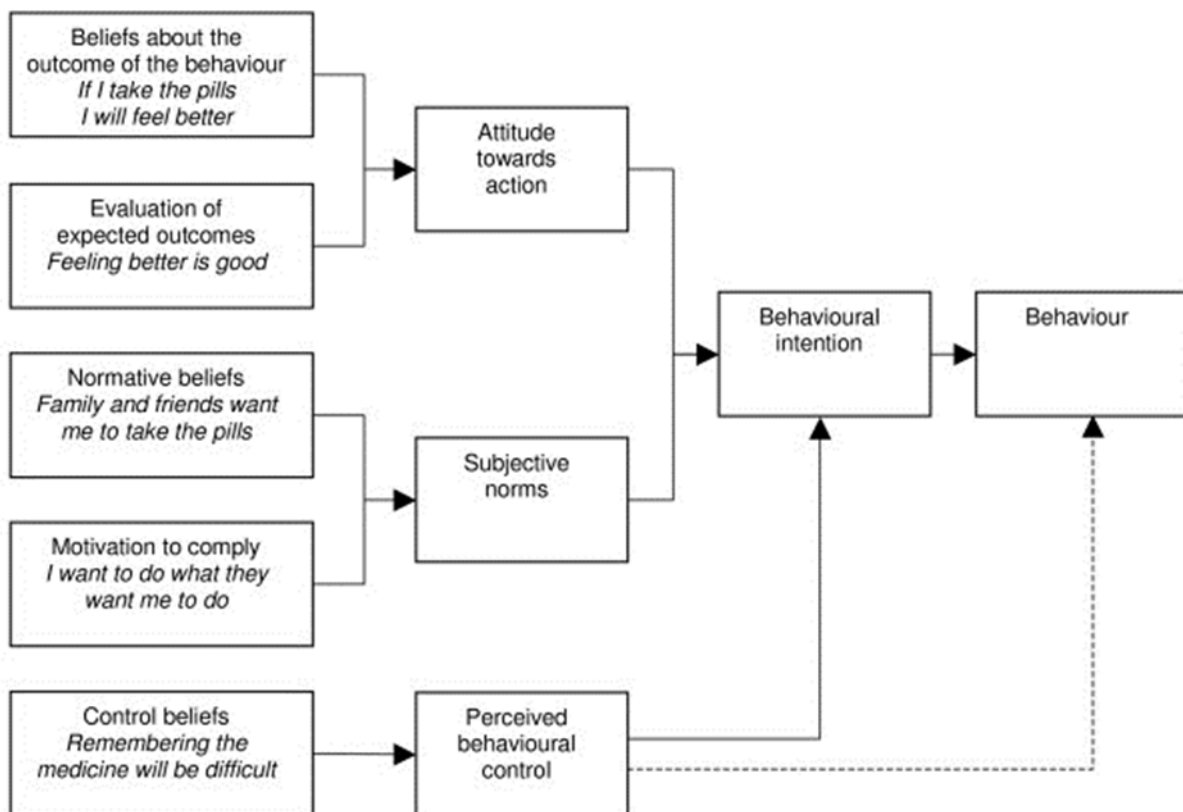 Beliefs about the
outcome of the behaviour
If I take the pills
I will feel better
Evaluation of
expected outcomes
Feeling better is good
Normative beliefs
Family and friends want
me to take the pills
Motivation to comply
I want to do what they
want me to do
Control beliefs
Remembering the
medicine will be difficult
Attitude
towards
action
Subjective
norms
Perceived
behavioural
control
Behavioural
intention
Behaviour